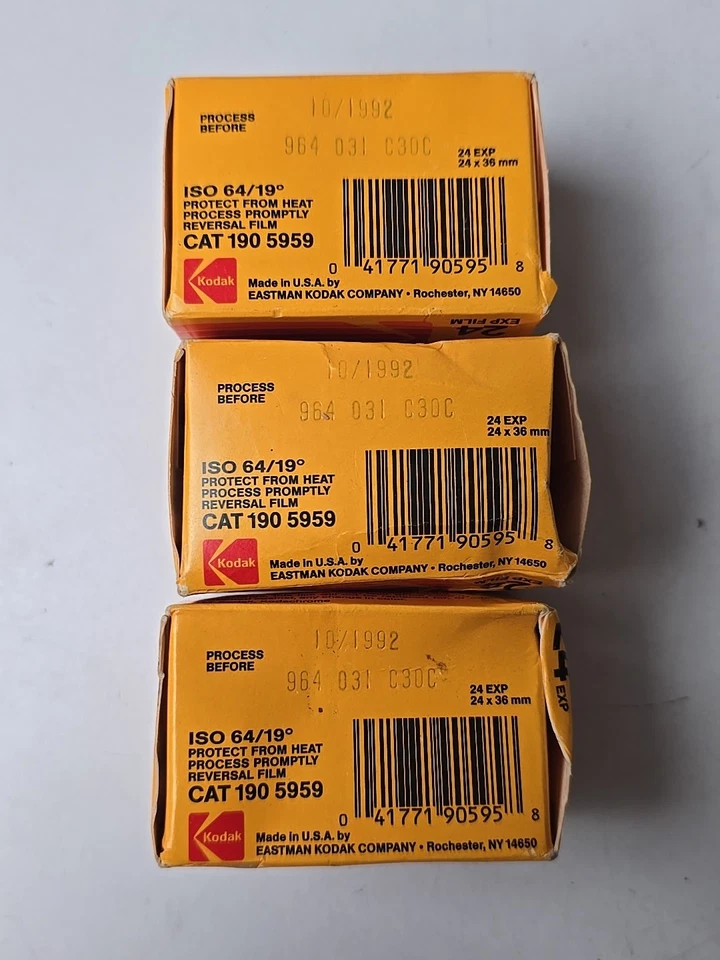 10/1992
PROCESS
BEFORE
964 031 C30C
24 EXP
24 x 36 mm
ISO 64/19°
PROTECT FROM HEAT
PROCESS PROMPTLY
REVERSAL FILM
CAT 190 5959
0 41771 90595 8
Kodak
Made in U.S.A. by
EASTMAN KODAK COMPANY • Rochester, NY 14650
24 EXP FILM
10/1992
PROCESS
BEFORE
964 031 C30C
24 EXP
24 x 36 mm
ISO 64/19°
PROTECT FROM HEAT
PROCESS PROMPTLY
REVERSAL FILM
CAT 190 5959
0 41771 90595 8
Kodak
Made in U.S.A. by
EASTMAN KODAK COMPANY • Rochester, NY 14650
EXP FILM
10/1992
PROCESS
BEFORE
964 031 C30C
24 EXP
24 x 36 mm
EXP
ISO 64/19°
PROTECT FROM HEAT
PROCESS PROMPTLY
REVERSAL FILM
CAT 190 5959
0 41771 90595 8
Kodak
Made in U.S.A. by
EASTMAN KODAK COMPANY • Rochester, NY 14650